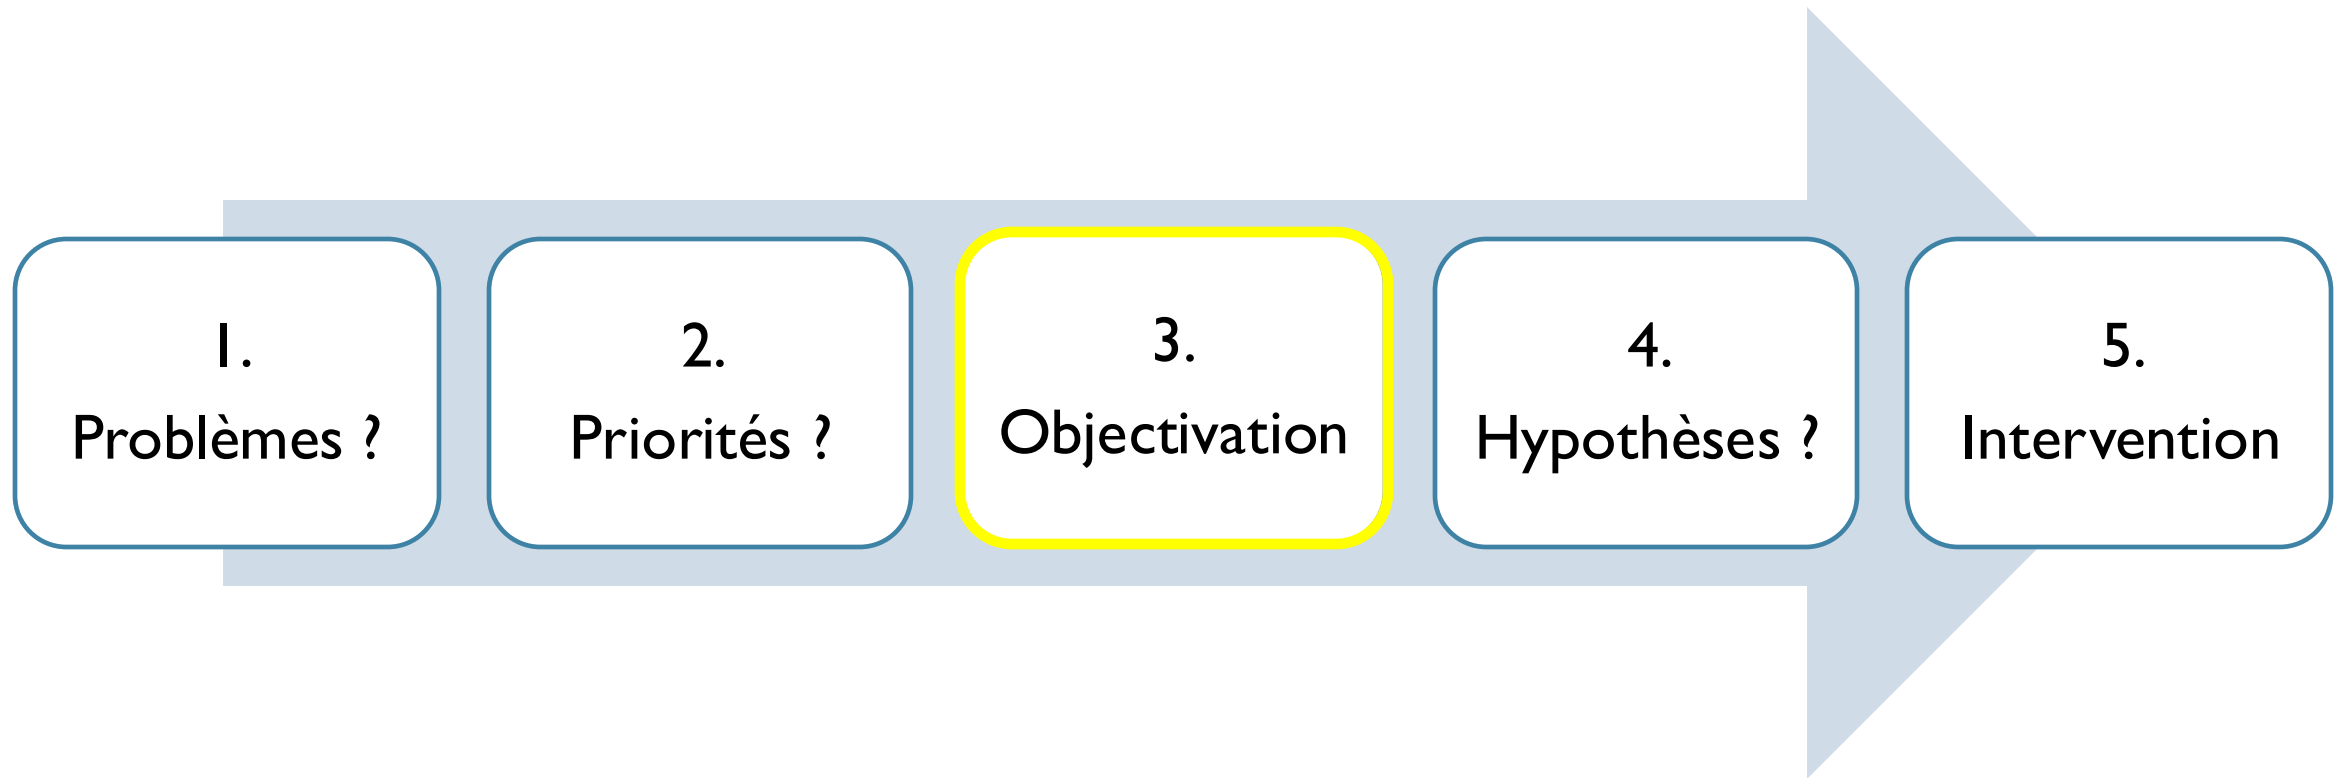 1.
Problèmes ?
2.
Priorités ?
3.
Objectivation
4.
Hypothèses ?
5.
Intervention